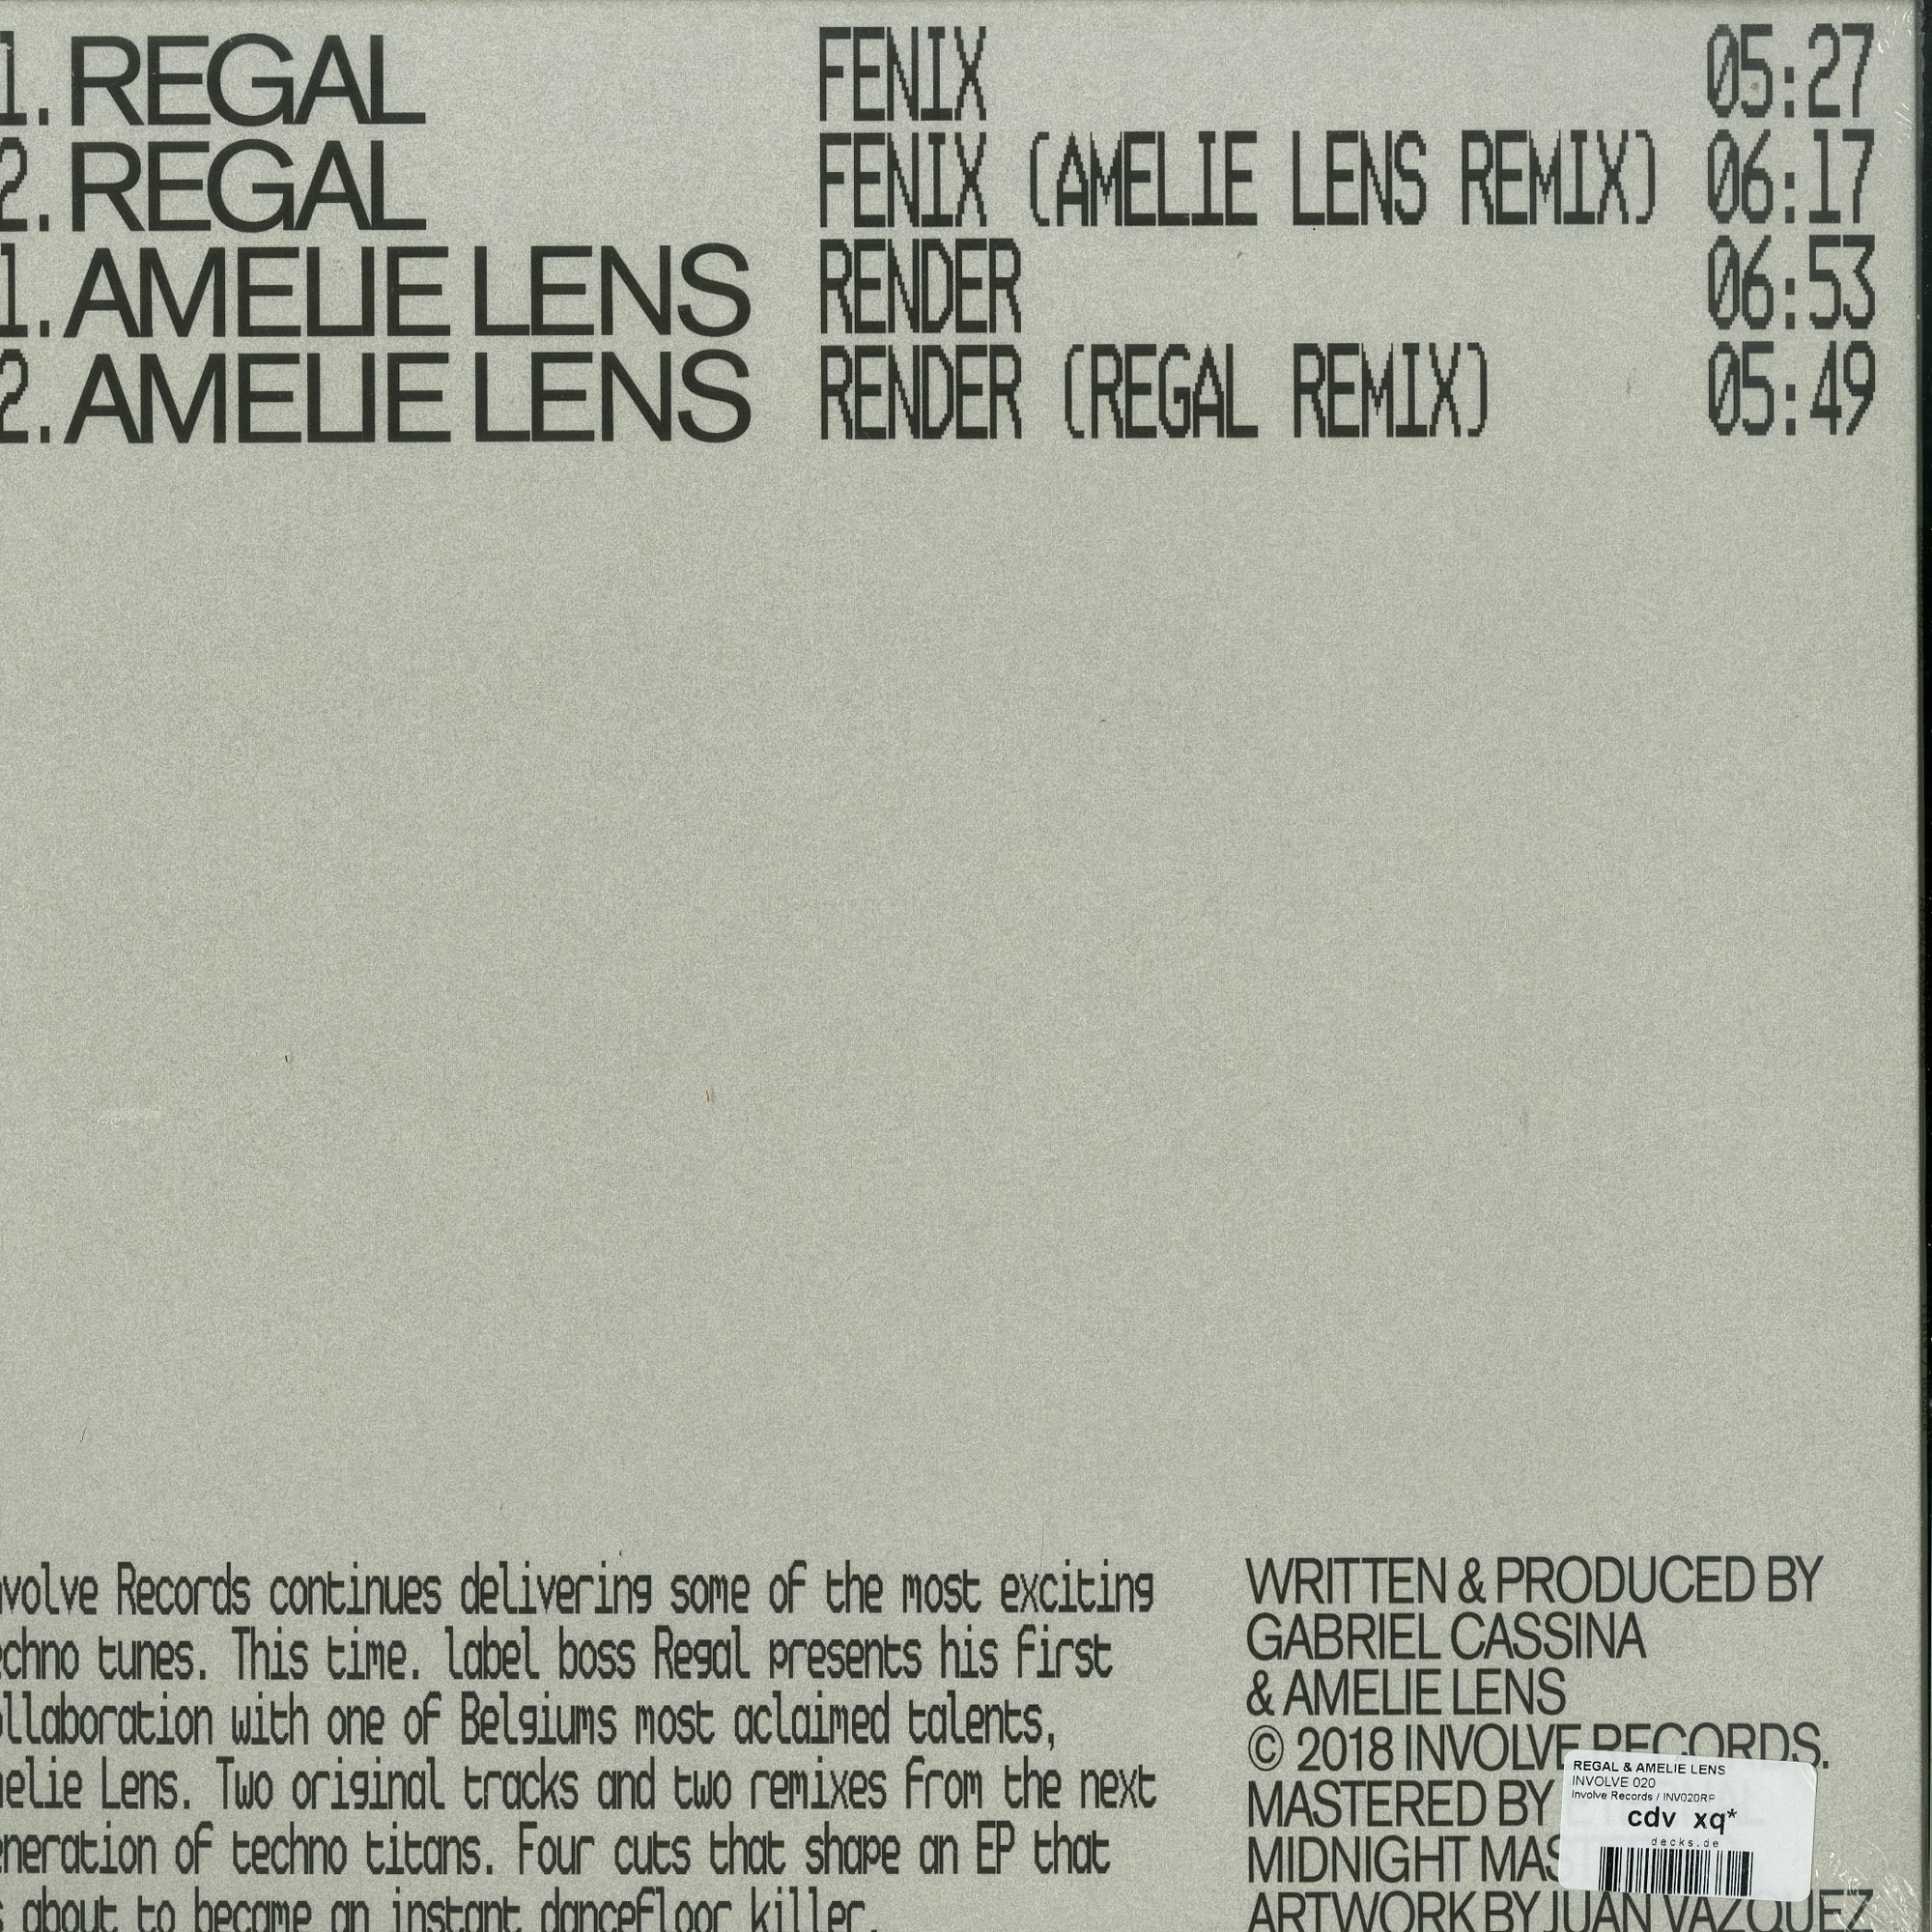 1. REGAL FENIX 05:27
2. REGAL FENIX (AMELIE LENS REMIX) 06:17
1. AMELIE LENS RENDER 06:53
2. AMELIE LENS RENDER (REGAL REMIX) 05:49
nvolve Records continues delivering some of the most exciting
echno tunes. This time. label boss Regal presents his first
ollaboration with one of Belgiums most aclaimed talents,
melie Lens. Two original tracks and two remixes from the next
eneration of techno titans. Four cuts that shape an EP that
s about to became an instant dancefloor killer.
WRITTEN & PRODUCED BY
GABRIEL CASSINA
& AMELIE LENS
© 2018 INVOLVE RECORDS.
MASTERED BY
MIDNIGHT MAS
ARTWORK BY JUAN VAZQUEZ
REGAL & AMELIE LENS
INVOLVE 020
Involve Records / INV020RP
cdv xq*
decks.de